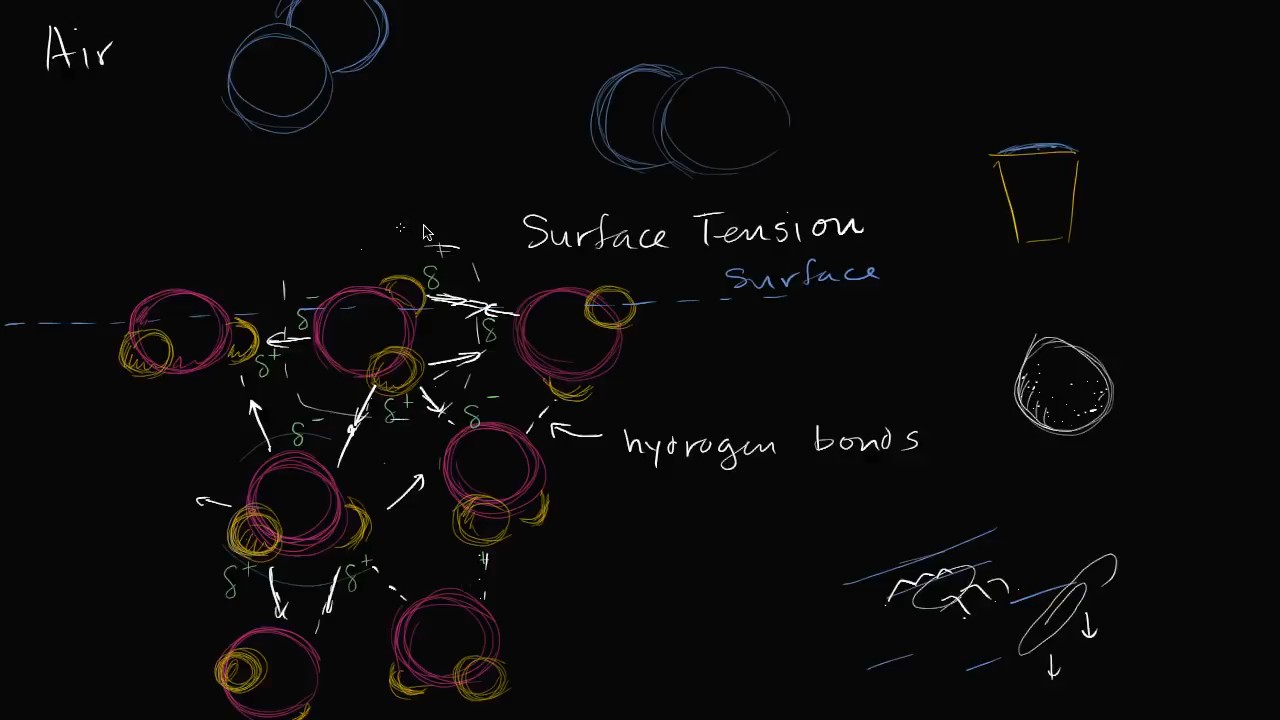 Air
Surface Tension
surface
δ+
δ-
δ
δ+
δ+
δ-
δ-
hydrogen bonds
δ+
δ+